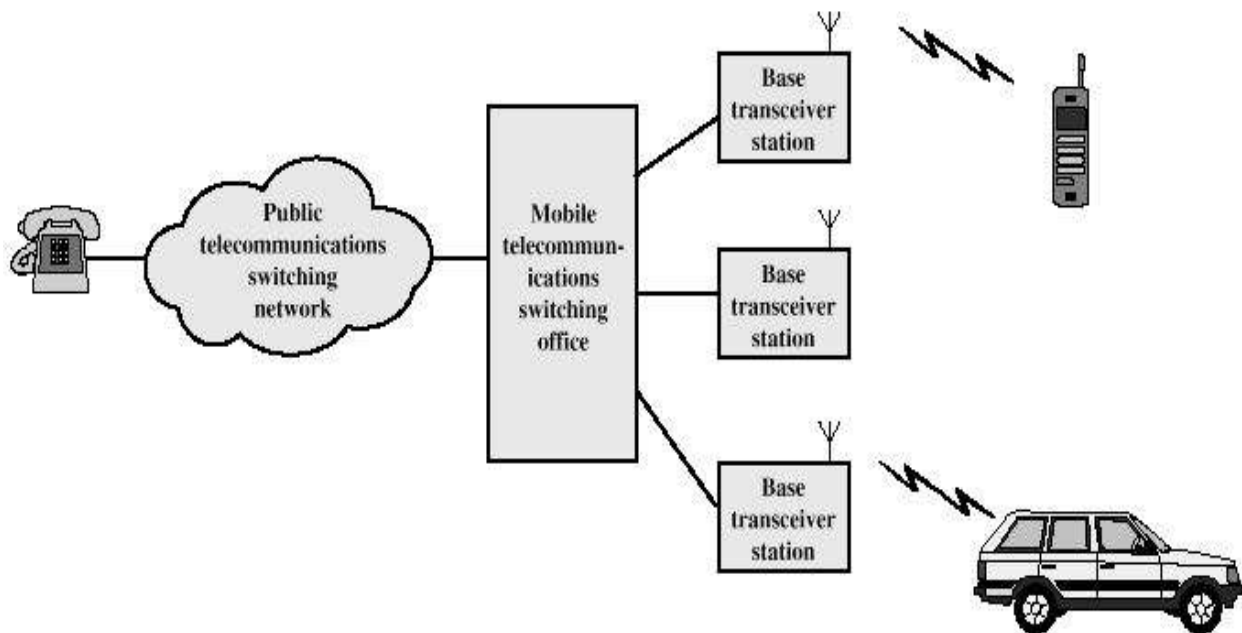 Public
telecommunications
switching
network
Mobile
telecommun-
ications
switching
office
Base
transceiver
station
Base
transceiver
station
Base
transceiver
station